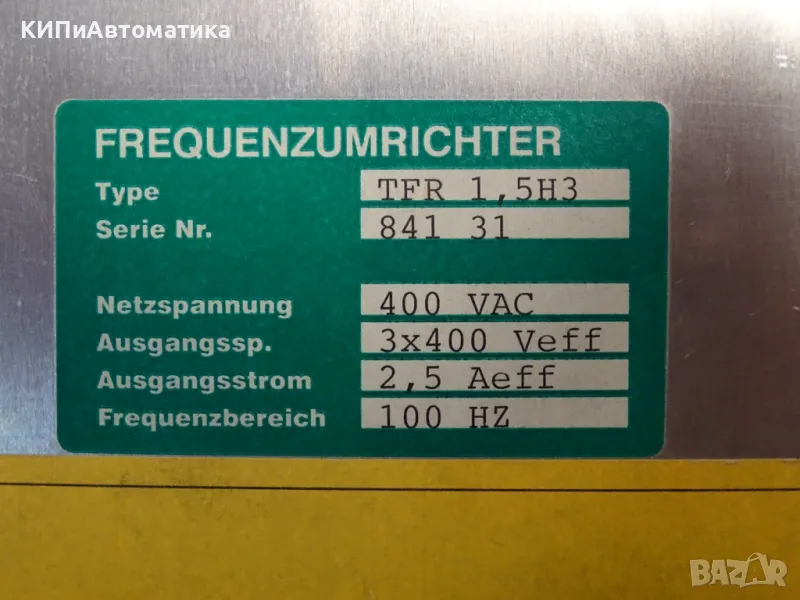 КИПиАвтоматика
FREQUENZUMRICHTER
Type TFR 1,5H3
Serie Nr. 841 31
Netzspannung 400 VAC
Ausgangssp. 3x400 Veff
Ausgangsstrom 2,5 Aeff
Frequenzbereich 100 HZ
BAZAR